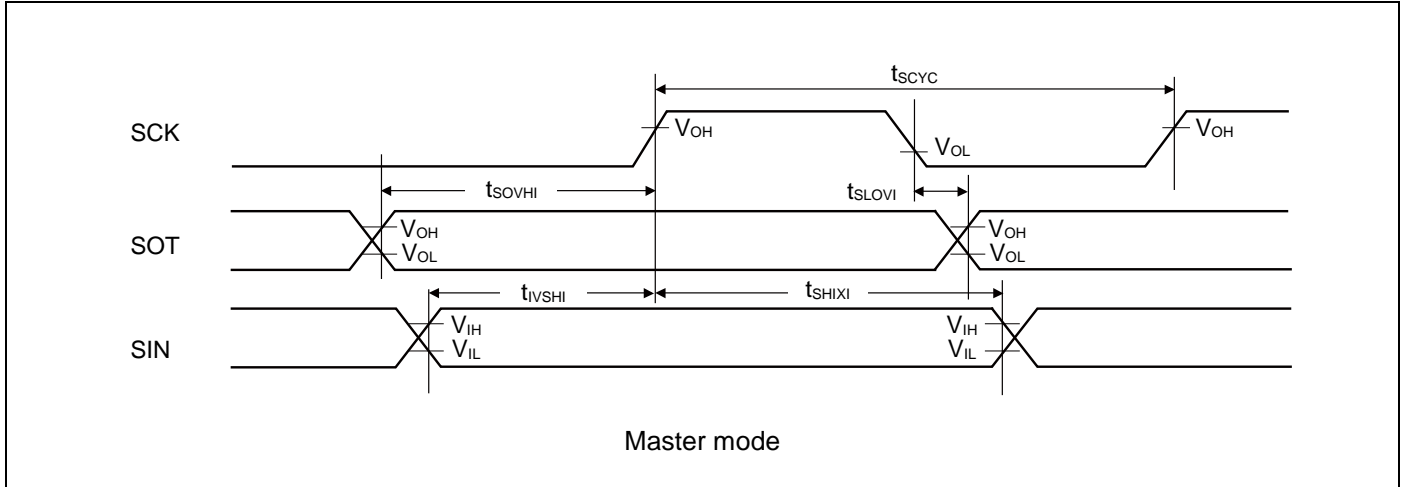 tSCYC
SCK VOH VOL VOH
tSOVHI tSLOVI
SOT VOH VOH
VOL VOL
tIVSHI tSHIXI
VIH VIH
SIN VIL VIL
Master mode